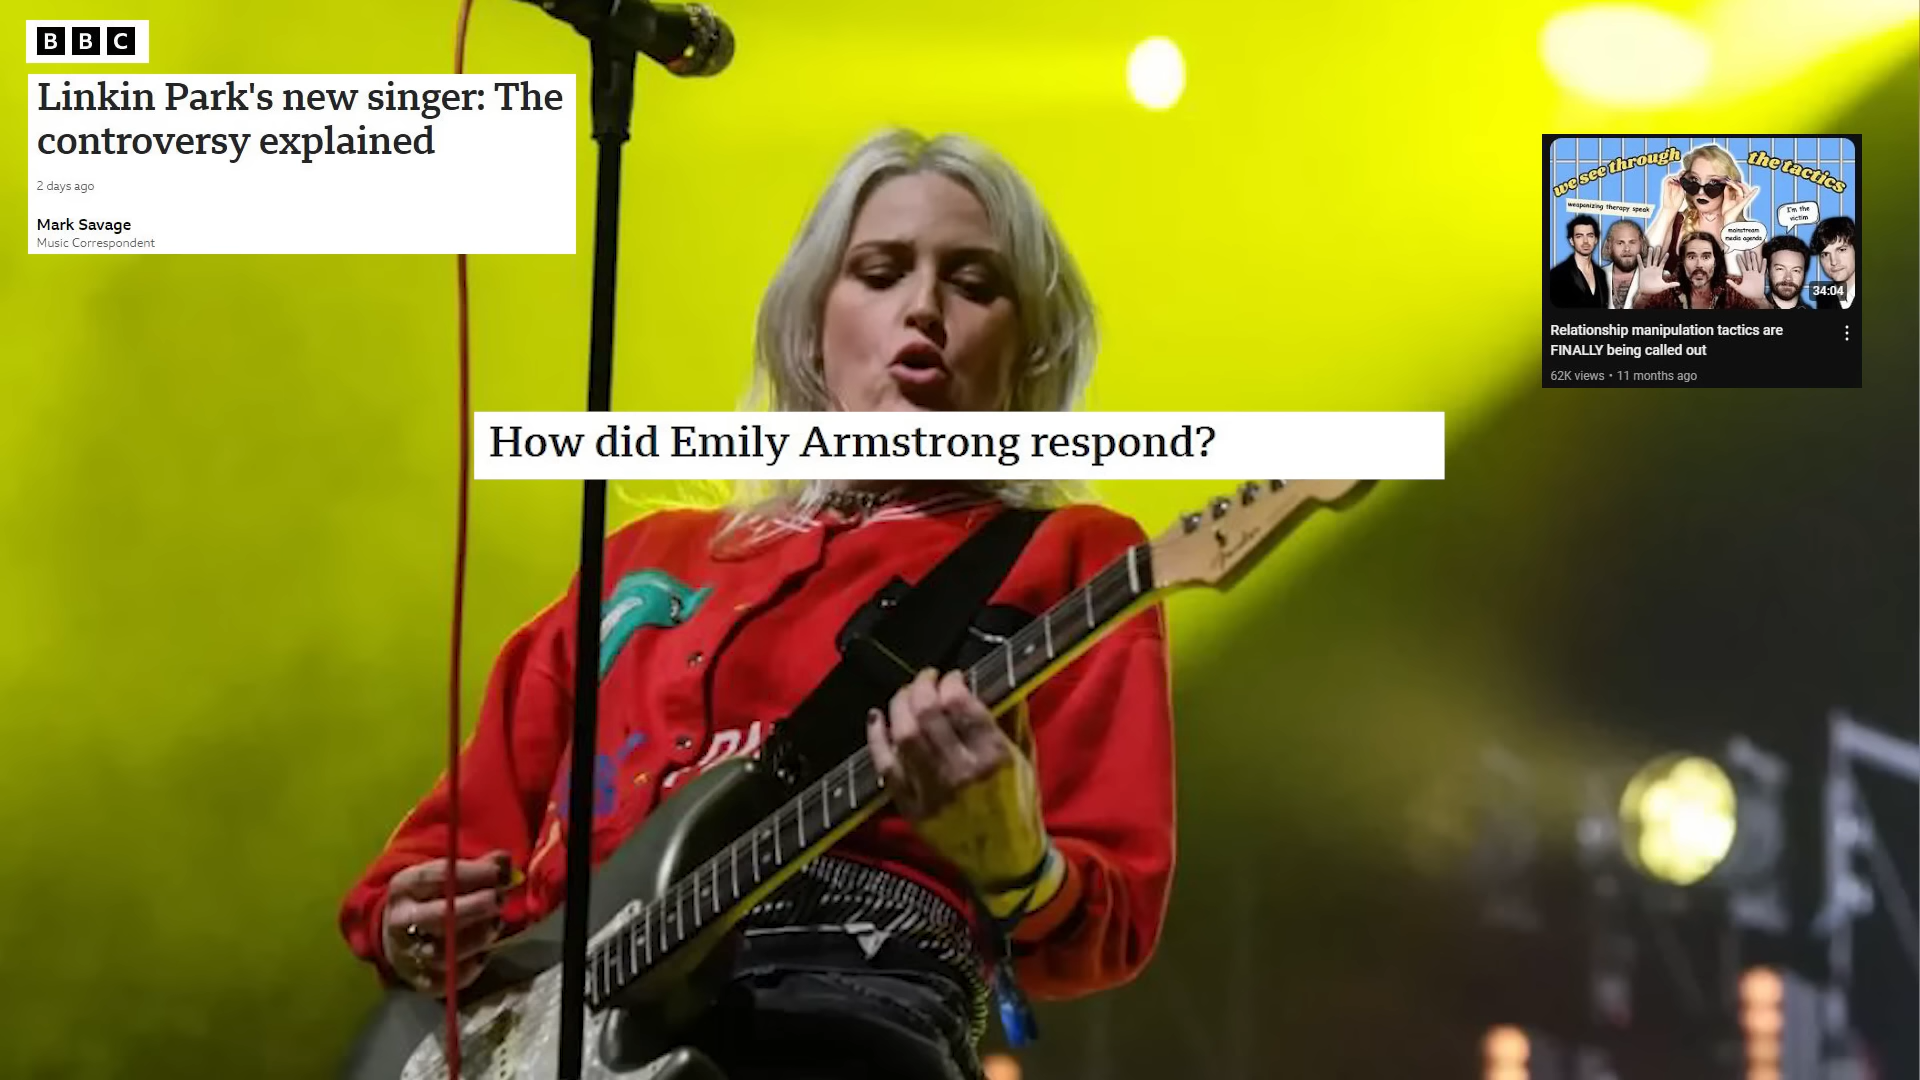 BBC
Linkin Park's new singer: The
controversy explained
2 days ago
Mark Savage
Music Correspondent
we see through the tactics
weaponizing therapy speak
I'm the
victim
mainstream
media agenda
34:04
Relationship manipulation tactics are
FINALLY being called out
62K views • 11 months ago
How did Emily Armstrong respond?
Fender